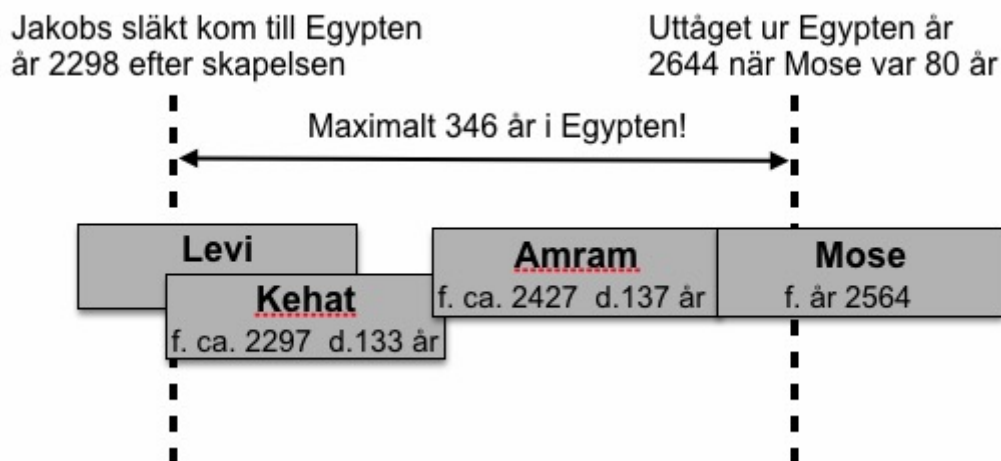 Jakobs släkt kom till Egypten
år 2298 efter skapelsen
Uttåget ur Egypten år
2644 när Mose var 80 år
Maximalt 346 år i Egypten!
Levi
Kehat
f. ca. 2297 d.133 år
Amram
f. ca. 2427 d.137 år
Mose
f. år 2564